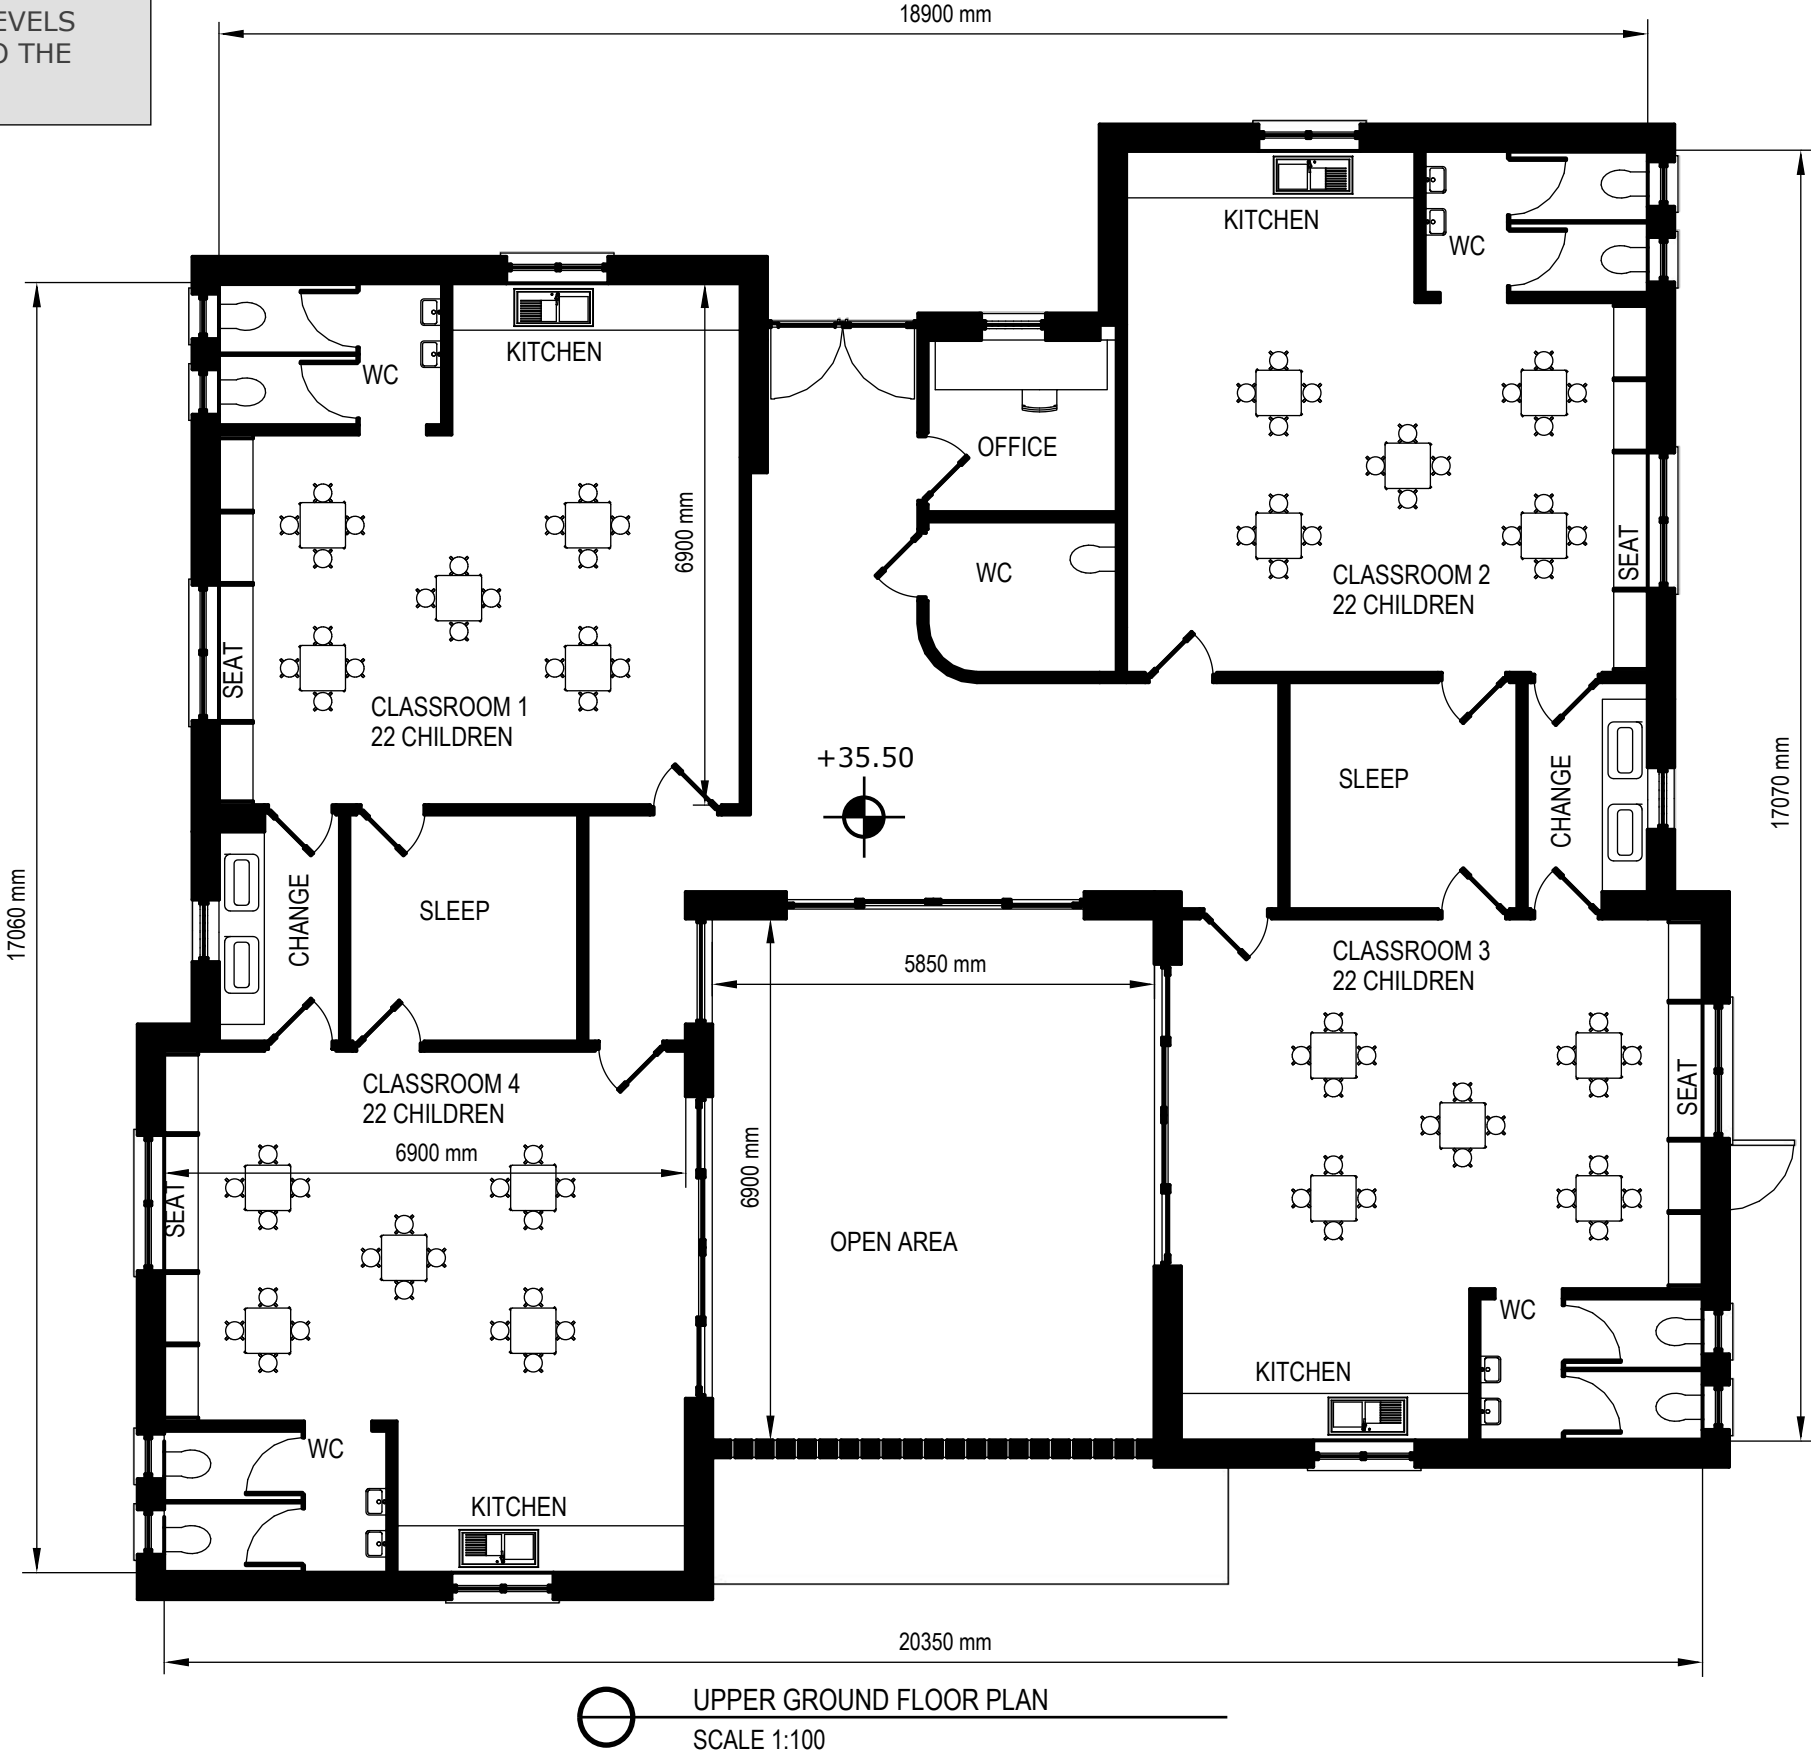 EVELS
THE
18900 mm
KITCHEN
WC
KITCHEN
WC
OFFICE
6900 mm
WC
SEAT
CLASSROOM 2
22 CHILDREN
SEAT
CLASSROOM 1
22 CHILDREN
+35.50
SLEEP
CHANGE
17070 mm
17060 mm
CHANGE
SLEEP
5850 mm
CLASSROOM 3
22 CHILDREN
CLASSROOM 4
22 CHILDREN
6900 mm
SEAT
6900 mm
SEAT
OPEN AREA
WC
KITCHEN
WC
KITCHEN
20350 mm
UPPER GROUND FLOOR PLAN
SCALE 1:100